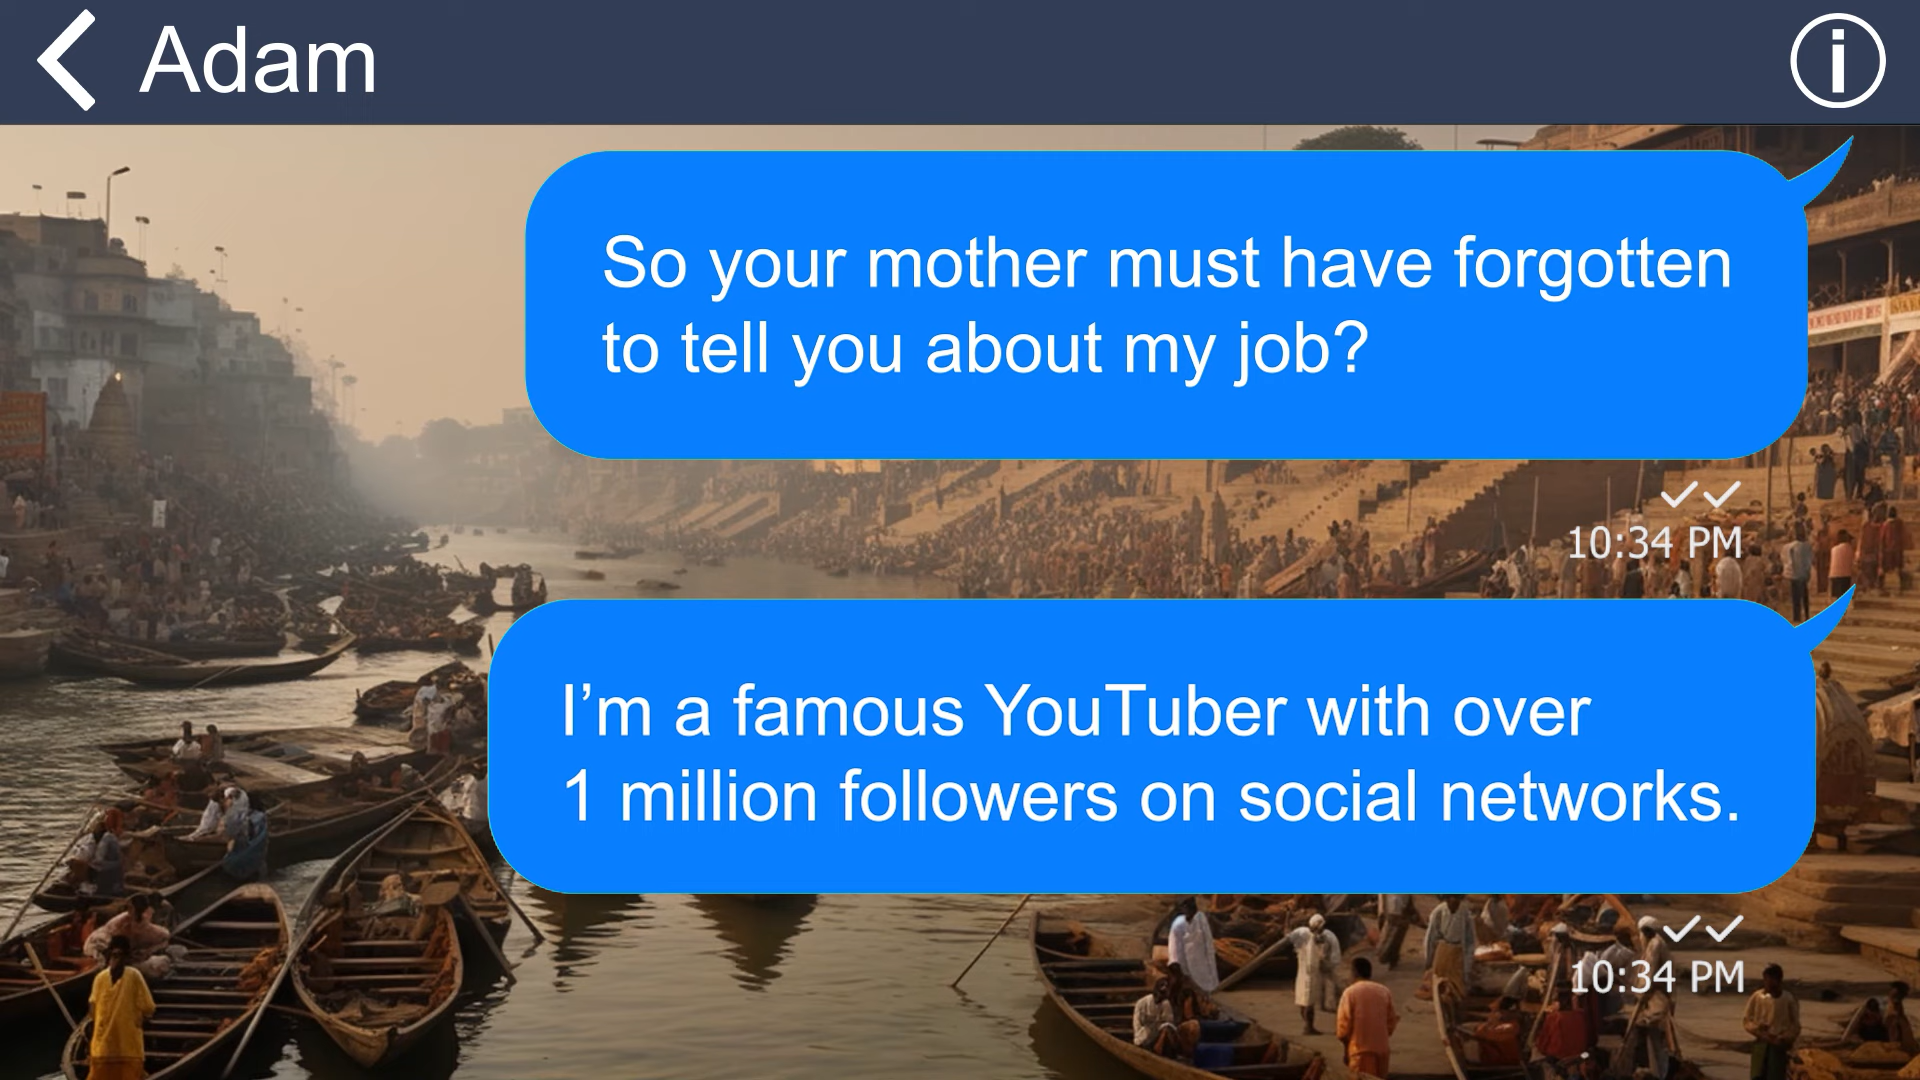 Adam
So your mother must have forgotten
to tell you about my job?
10:34 PM
I’m a famous YouTuber with over
1 million followers on social networks.
10:34 PM